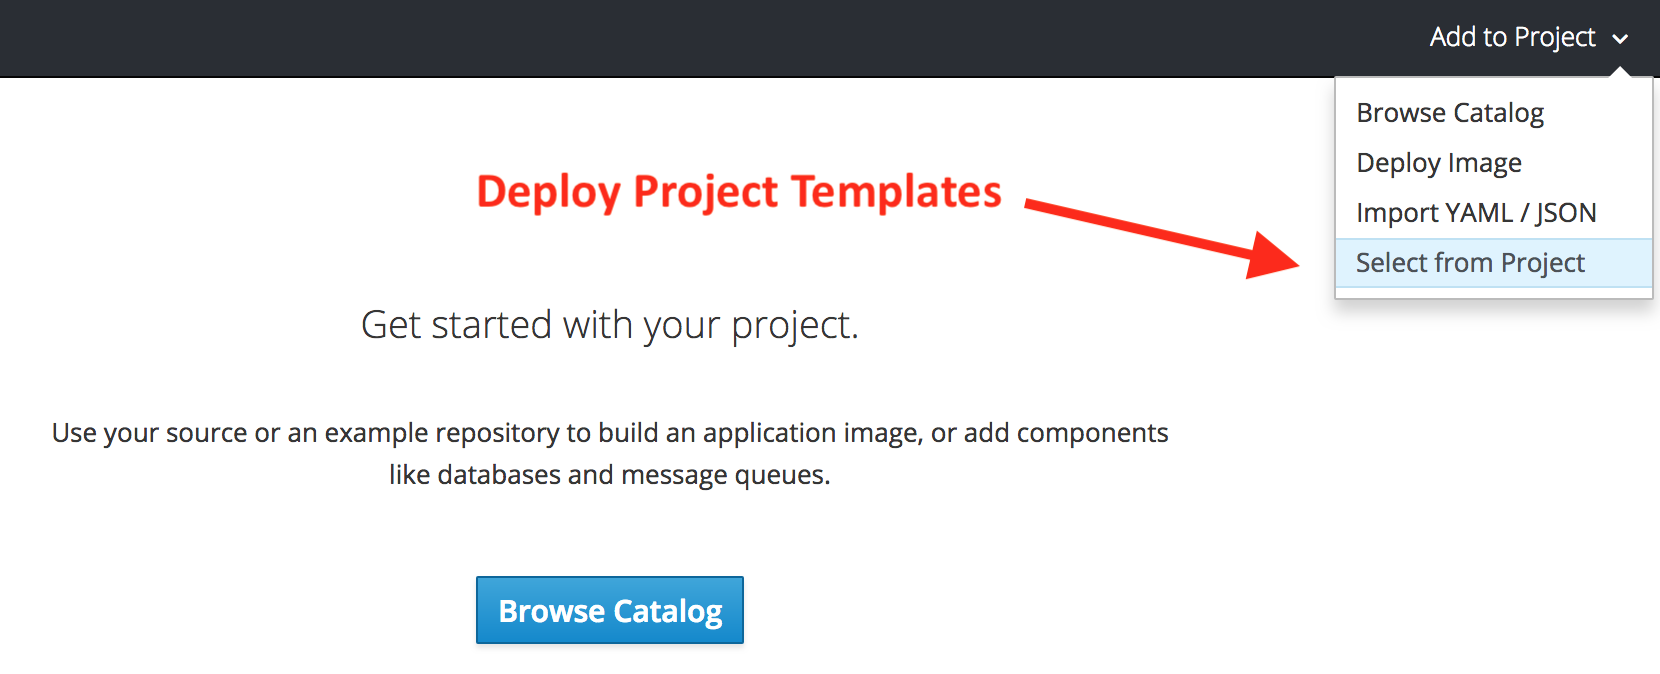 Add to Project
Browse Catalog
Deploy Image
Import YAML / JSON
Select from Project
Deploy Project Templates
Get started with your project.
Use your source or an example repository to build an application image, or add components
like databases and message queues.
Browse Catalog